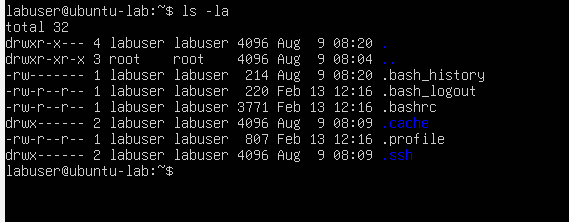 labuser@ubuntu-lab:~$ ls -la
total 32
drwxr-x--- 4 labuser labuser 4096 Aug  9 08:20 .
drwxr-xr-x 3 root    root    4096 Aug  9 08:04 ..
-rw------- 1 labuser labuser  214 Aug  9 08:20 .bash_history
-rw-r--r-- 1 labuser labuser  220 Feb 13 12:16 .bash_logout
-rw-r--r-- 1 labuser labuser 3771 Feb 13 12:16 .bashrc
drwx------ 2 labuser labuser 4096 Aug  9 08:09 .cache
-rw-r--r-- 1 labuser labuser  807 Feb 13 12:16 .profile
drwx------ 2 labuser labuser 4096 Aug  9 08:09 .ssh
labuser@ubuntu-lab:~$